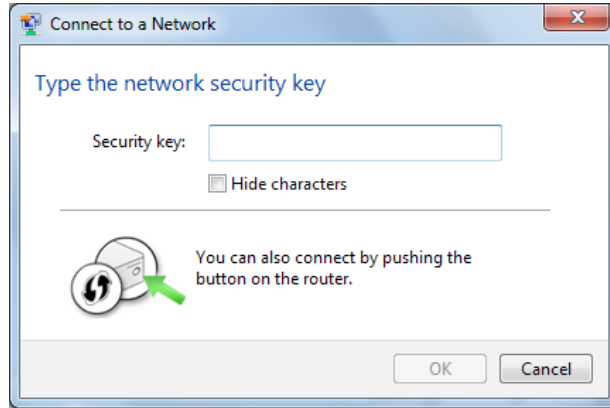 Connect to a Network
Type the network security key
Security key:
Hide characters
You can also connect by pushing the
button on the router.
OK
Cancel